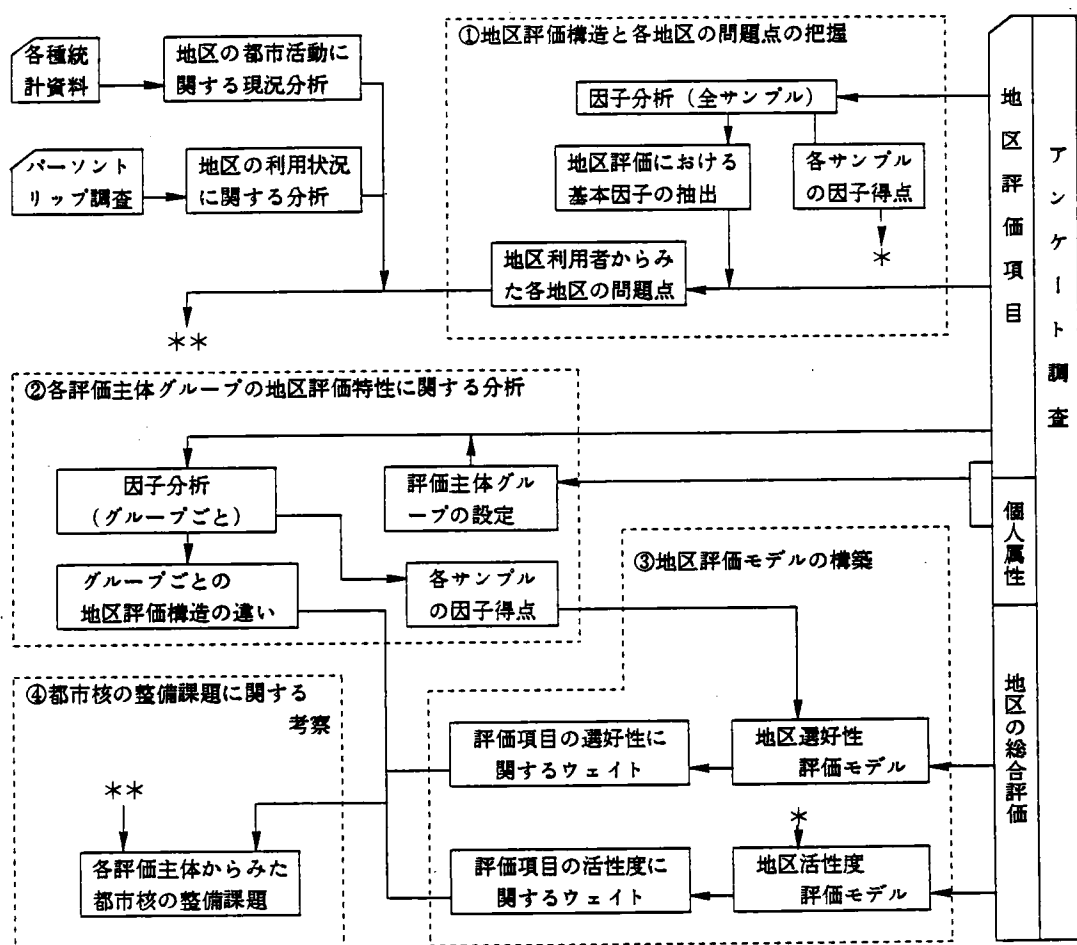 各種統
計資料
地区の都市活動に
関する現況分析
パーソント
リップ調査
地区の利用状況
に関する分析
**
①地区評価構造と各地区の問題点の把握
因子分析(全サンプル)
地区評価における
基本因子の抽出
各サンプル
の因子得点
*
地区利用者からみ
た各地区の問題点
②各評価主体グループの地区評価特性に関する分析
因子分析
(グループごと)
評価主体グル
ープの設定
グループごとの
地区評価構造の違い
各サンプル
の因子得点
③地区評価モデルの構築
評価項目の選好性に
関するウェイト
地区選好性
評価モデル
*
評価項目の活性度に
関するウェイト
地区活性度
評価モデル
④都市核の整備課題に関する
考察
**
各評価主体からみた
都市核の整備課題
地区評価項目
個人属性
地区の総合評価
アンケート調査